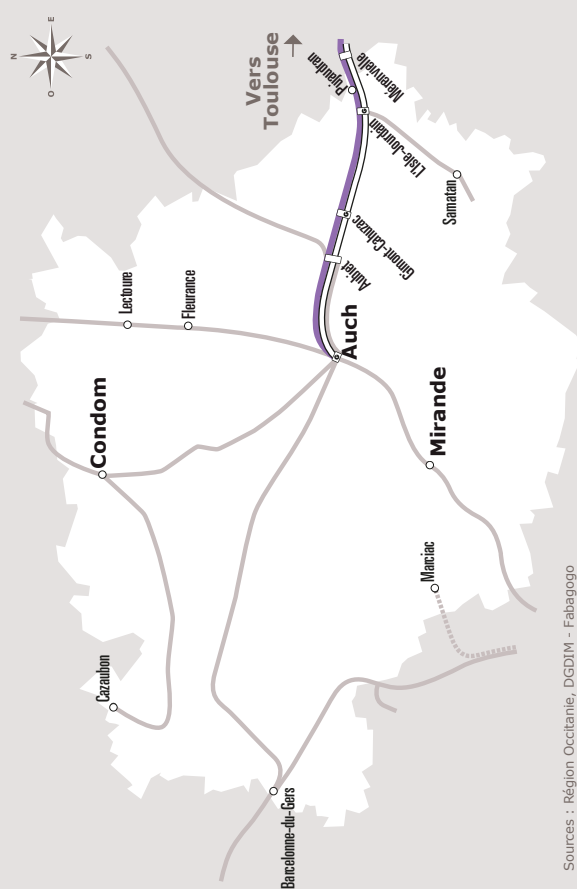 N
E
O
S
Vers
Toulouse
Pujaudran
Mérenvielle
L'Isle-Jourdain
Samatan
Gimont-Cahuzac
Aubiet
Lectoure
Fleurance
Auch
Condom
Mirande
Marciac
Cazaubon
Barcelonne-du-Gers
Sources : Région Occitanie, DGDIM - Fabagogo